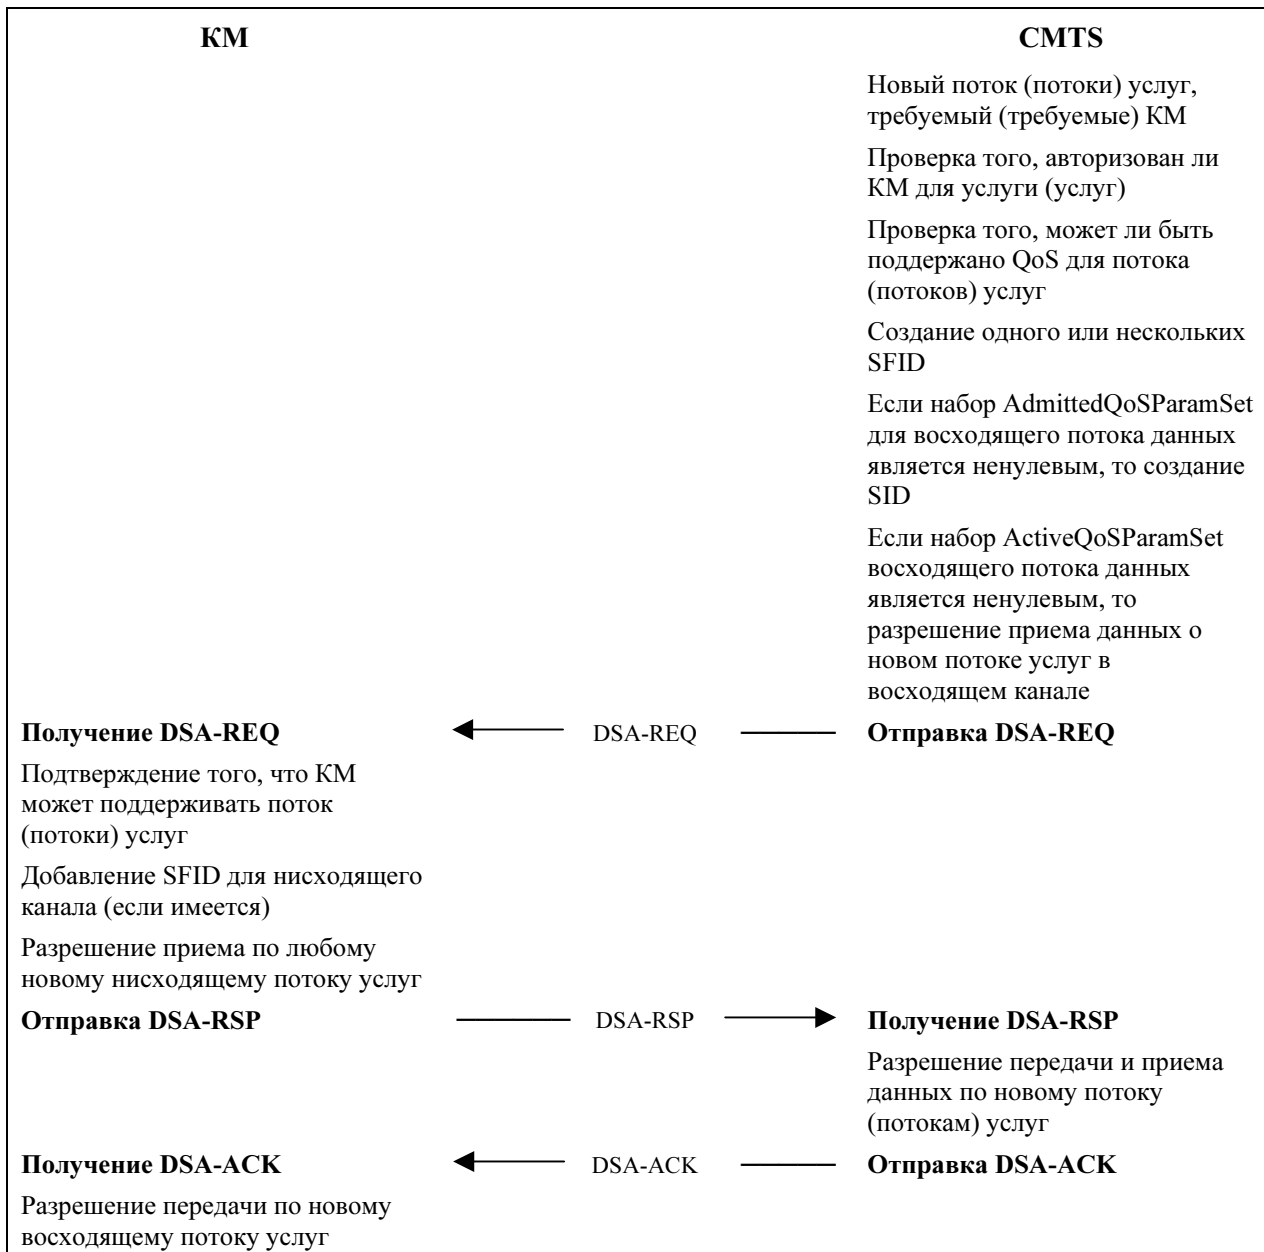 КМ
CMTS
Новый поток (потоки) услуг,
требуемый (требуемые) КМ
Проверка того, авторизован ли
КМ для услуги (услуг)
Проверка того, может ли быть
поддержано QoS для потока
(потоков) услуг
Создание одного или нескольких
SFID
Если набор AdmittedQoSParamSet
для восходящего потока данных
является ненулевым, то создание
SID
Если набор ActiveQoSParamSet
восходящего потока данных
является ненулевым, то
разрешение приема данных о
новом потоке услуг в
восходящем канале
Получение DSA-REQ
DSA-REQ
Отправка DSA-REQ
Подтверждение того, что КМ
может поддерживать поток
(потоки) услуг
Добавление SFID для нисходящего
канала (если имеется)
Разрешение приема по любому
новому нисходящему потоку услуг
Отправка DSA-RSP
DSA-RSP
Получение DSA-RSP
Разрешение передачи и приема
данных по новому потоку
(потокам) услуг
Получение DSA-ACK
DSA-ACK
Отправка DSA-ACK
Разрешение передачи по новому
восходящему потоку услуг